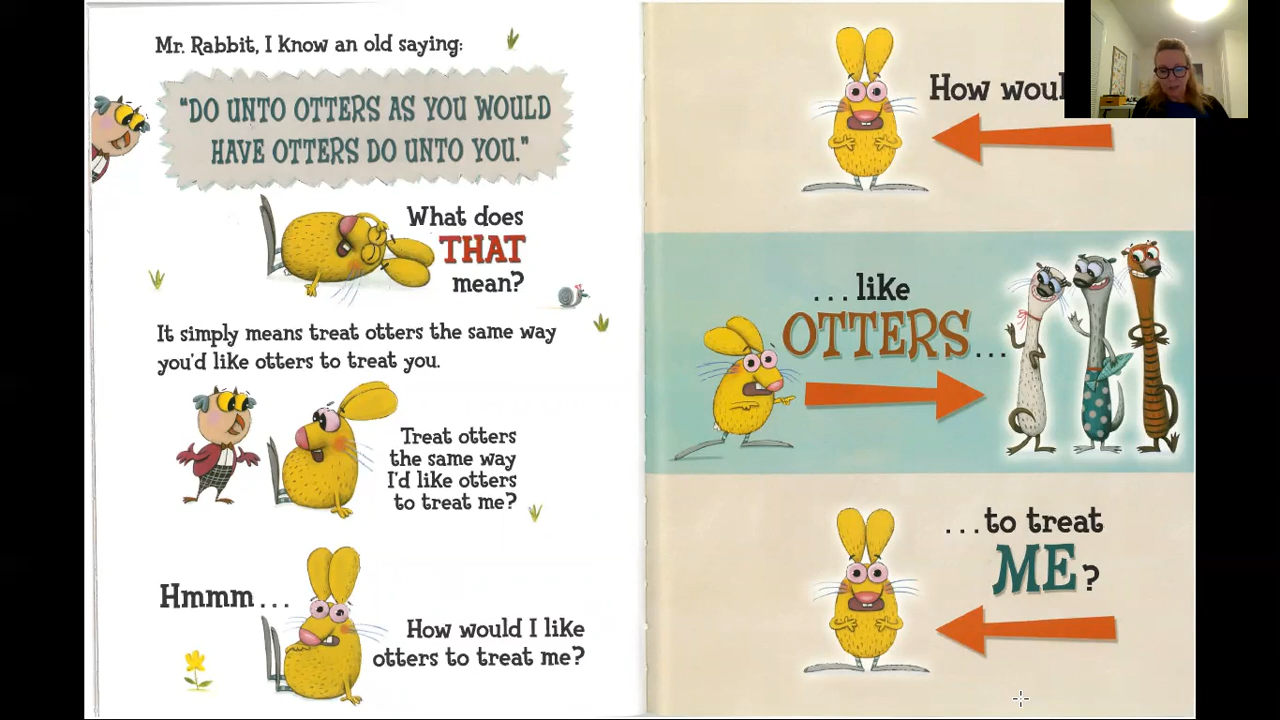 Mr. Rabbit, I know an old saying:
"DO UNTO OTTERS AS YOU WOULD
HAVE OTTERS DO UNTO YOU."
What does
THAT
mean?
It simply means treat otters the same way
you'd like otters to treat you.
Treat otters
the same way
I'd like otters
to treat me?
Hmmm...
How would I like
otters to treat me?
How
...like
OTTERS...
...to treat
ME?